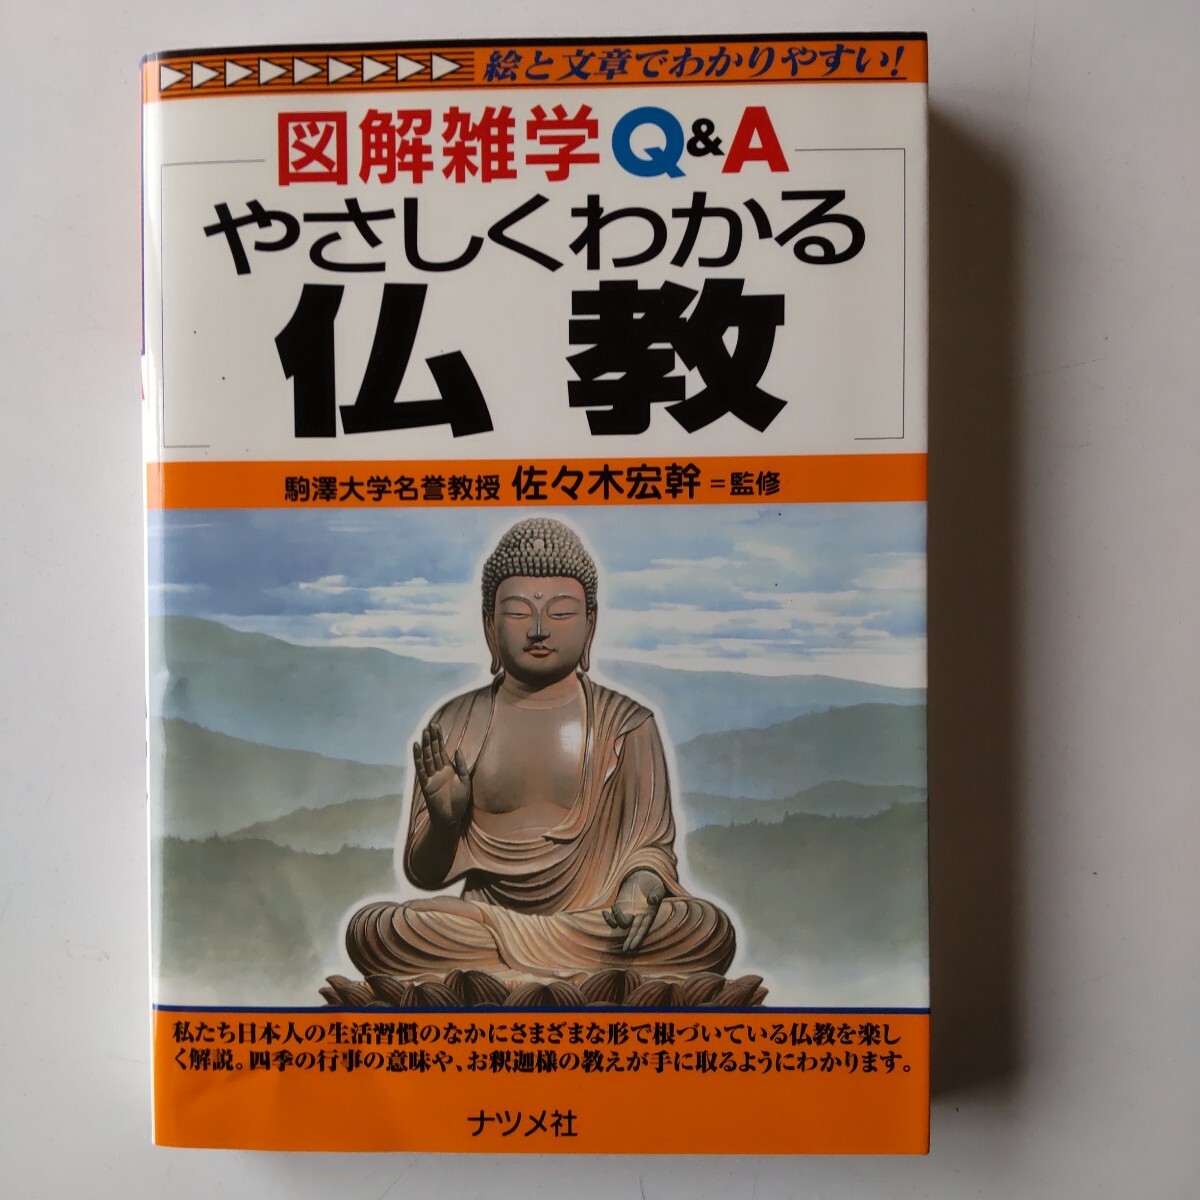 絵と文章でわかりやすい!
図解雑学Q&A
やさしくわかる
仏教
駒澤大学名誉教授 佐々木宏幹=監修
私たち日本人の生活習慣のなかにさまざまな形で根づいている仏教を楽し
く解説。四季の行事の意味や、お釈迦様の教えが手に取るようにわかります。
ナツメ社